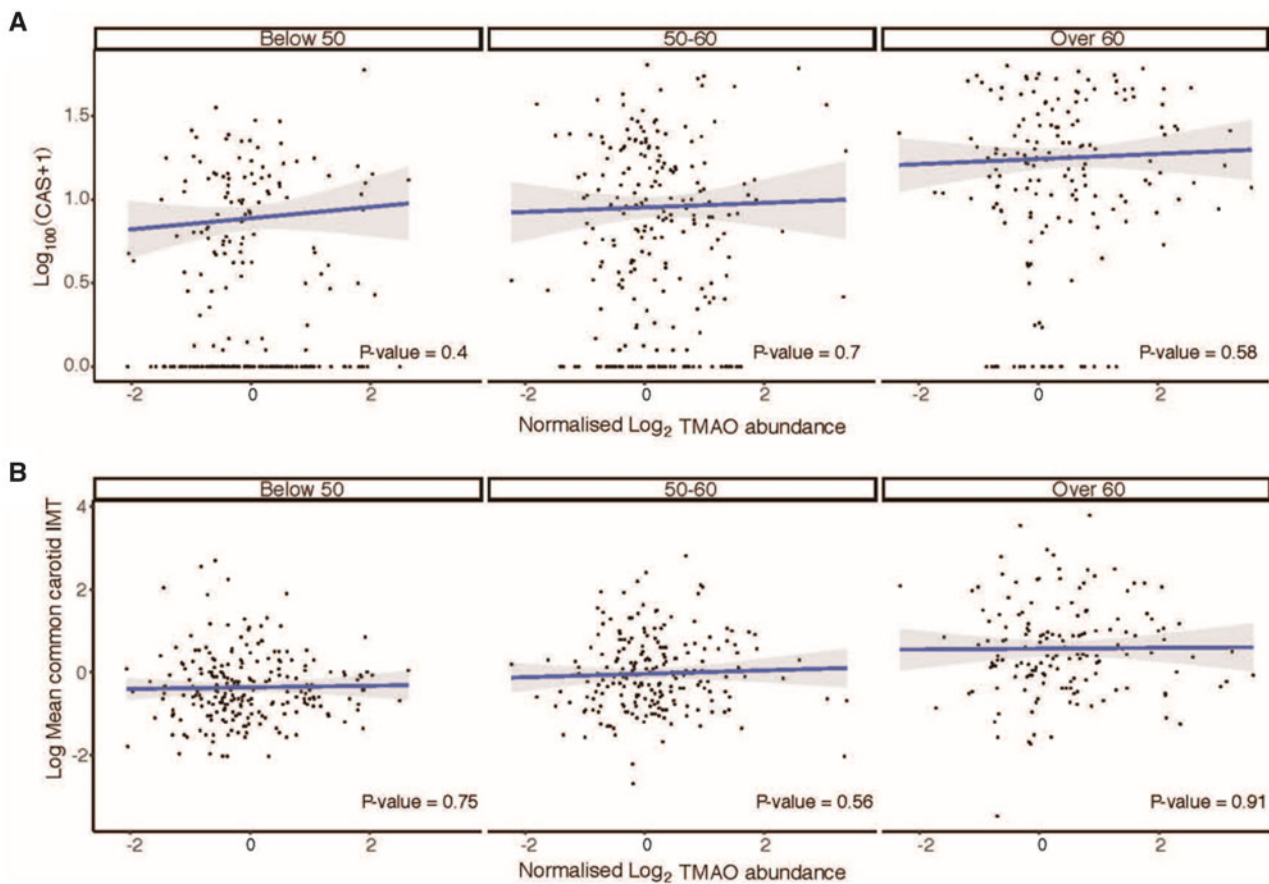 A
Below 50 50-60 Over 60
Log₁₀₀(CAS+1)
1.5
1.0
0.5
0.0
P-value = 0.4 P-value = 0.7 P-value = 0.58
-2 0 2 -2 0 2 -2 0 2
Normalised Log₂ TMAO abundance
B
Below 50 50-60 Over 60
Log Mean common carotid IMT
4
2
0
-2
P-value = 0.75 P-value = 0.56 P-value = 0.91
-2 0 2 -2 0 2 -2 0 2
Normalised Log₂ TMAO abundance